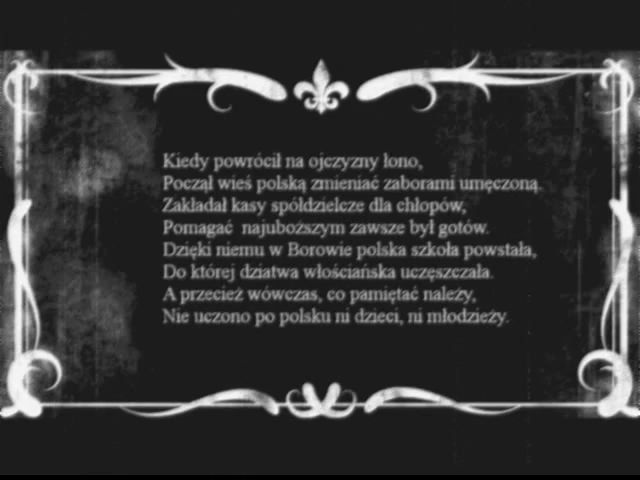 Kiedy powrócił na ojczyzny łono,
Począł wieś polską zmieniać zaborami umęczoną.
Zakładał kasy spółdzielcze dla chłopów,
Pomagać najuboższym zawsze był gotów.
Dzięki niemu w Borowie polska szkoła powstała,
Do której dziatwa włościańska uczęszczała.
A przecież wówczas, co pamiętać należy,
Nie uczono po polsku ni dzieci, ni młodzieży.